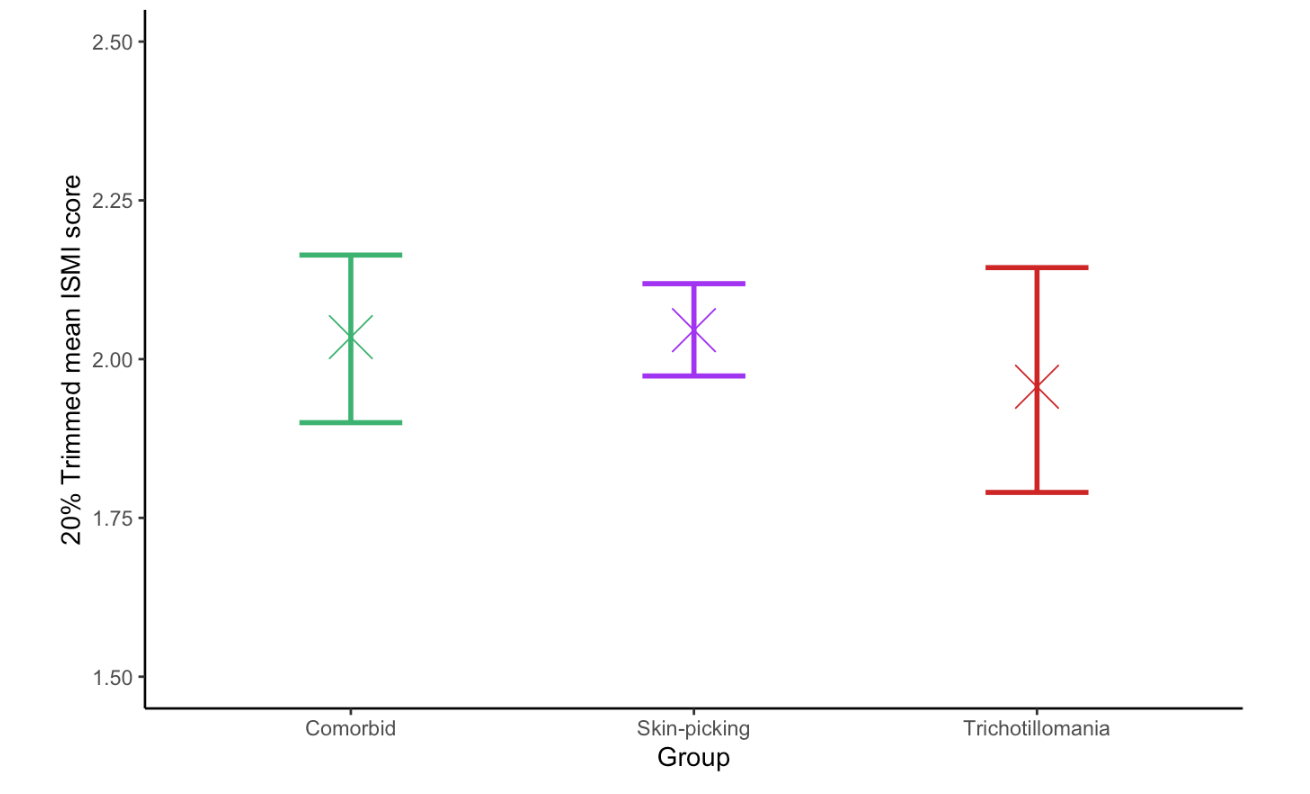 2.50
2.25
2.00
1.75
1.50
20% Trimmed mean ISMI score
Comorbid Skin-picking Trichotillomania
Group